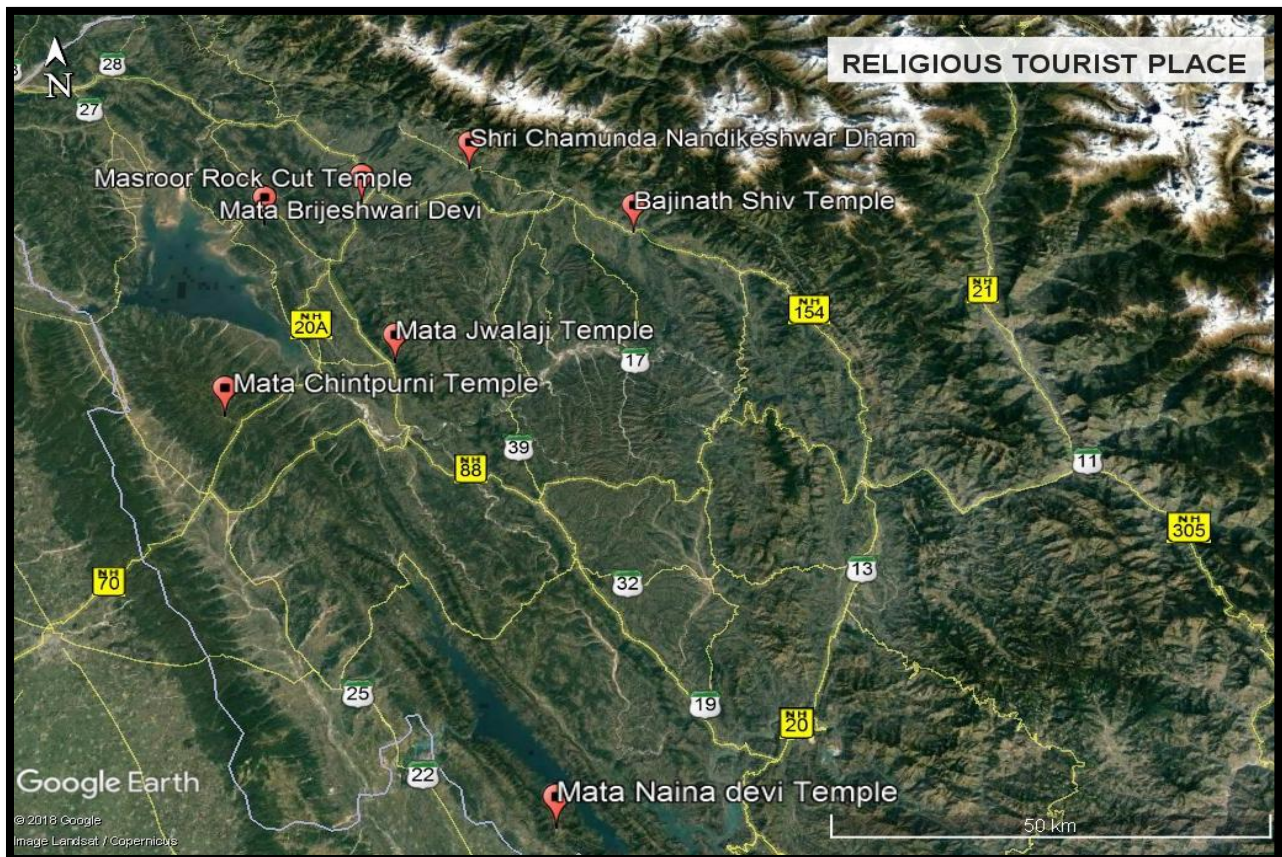 RELIGIOUS TOURIST PLACE
N
28
27
Shri Chamunda Nandikeshwar Dham
Masroor Rock Cut Temple
Mata Brijeshwari Devi
Bajinath Shiv Temple
NH
21
NH
154
NH
20A
Mata Jwalaji Temple
17
Mata Chintpurni Temple
39
NH
88
11
NH
305
NH
70
32
13
25
19
NH
20
22
Google Earth
Mata Naina devi Temple
© 2018 Google
Image Landsat / Copernicus
50 km